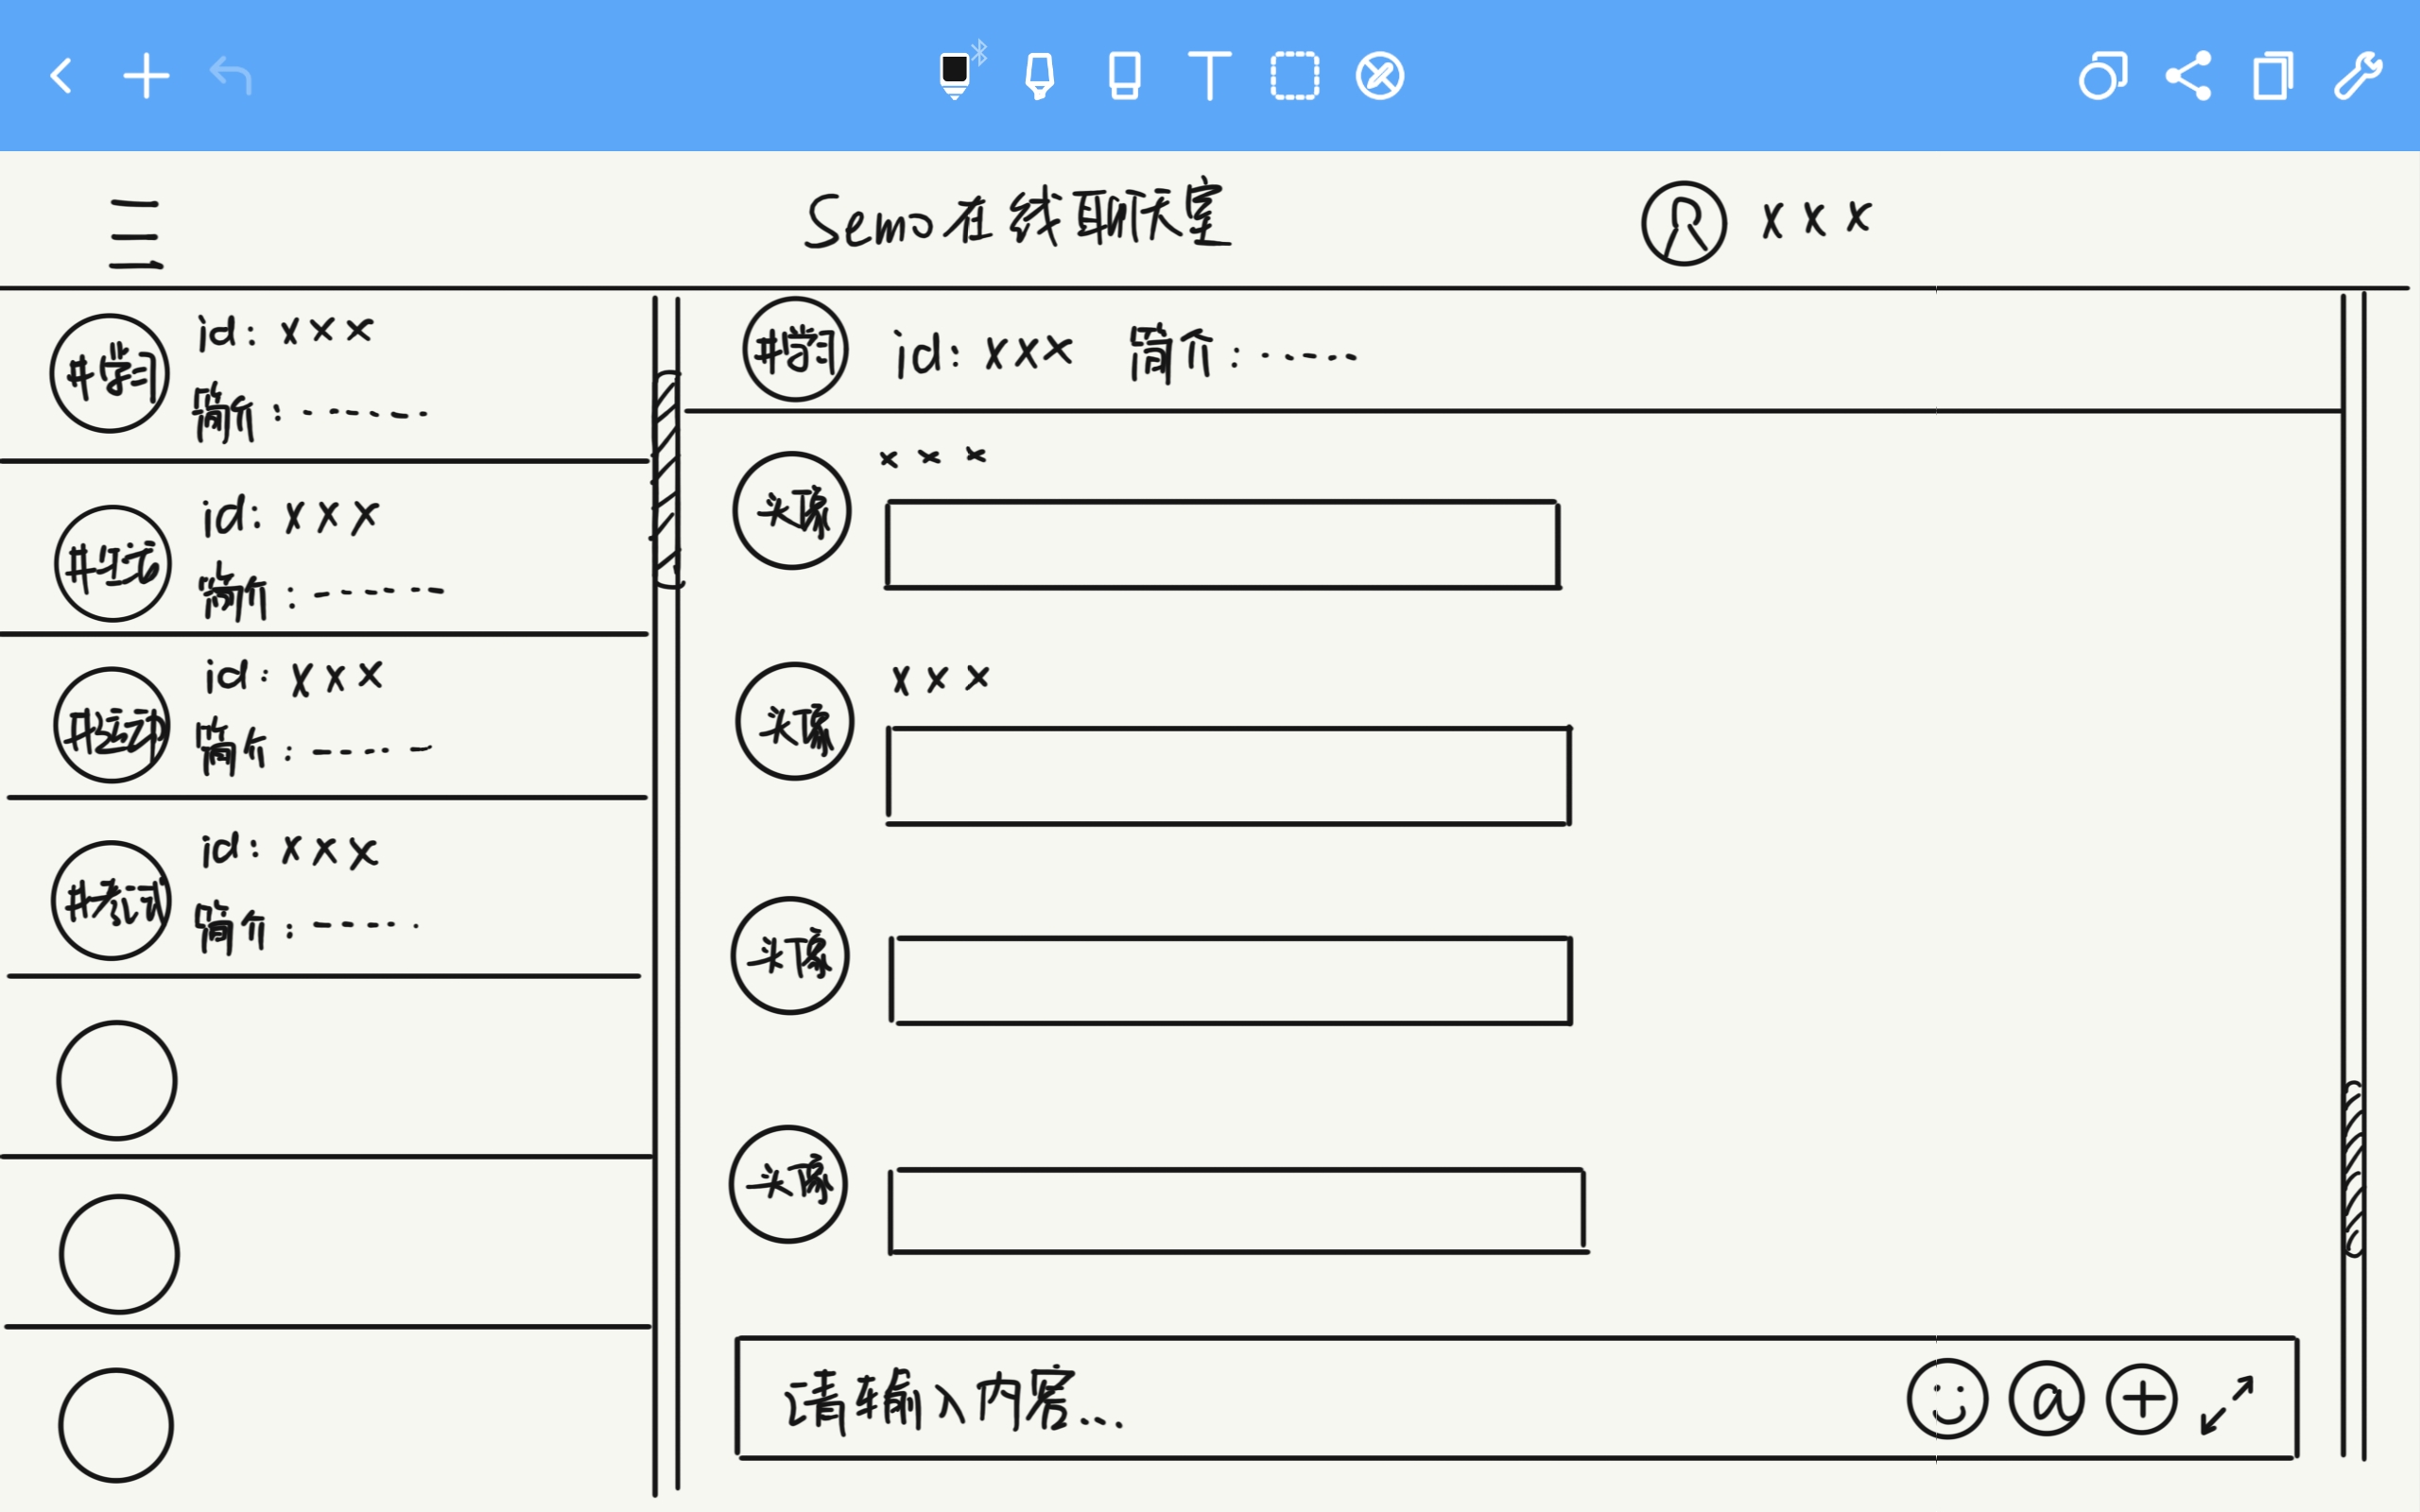 Semo在线聊天室
xxx
#学习
id: xxx
简介: ------
#生活
id: xxx
简介: ------
#运动
id: xxx
简介: ------
#考试
id: xxx
简介: ------
#学习 id: xxx 简介: ------
头像
xxx
头像
xxx
头像
头像
请输入内容...
@